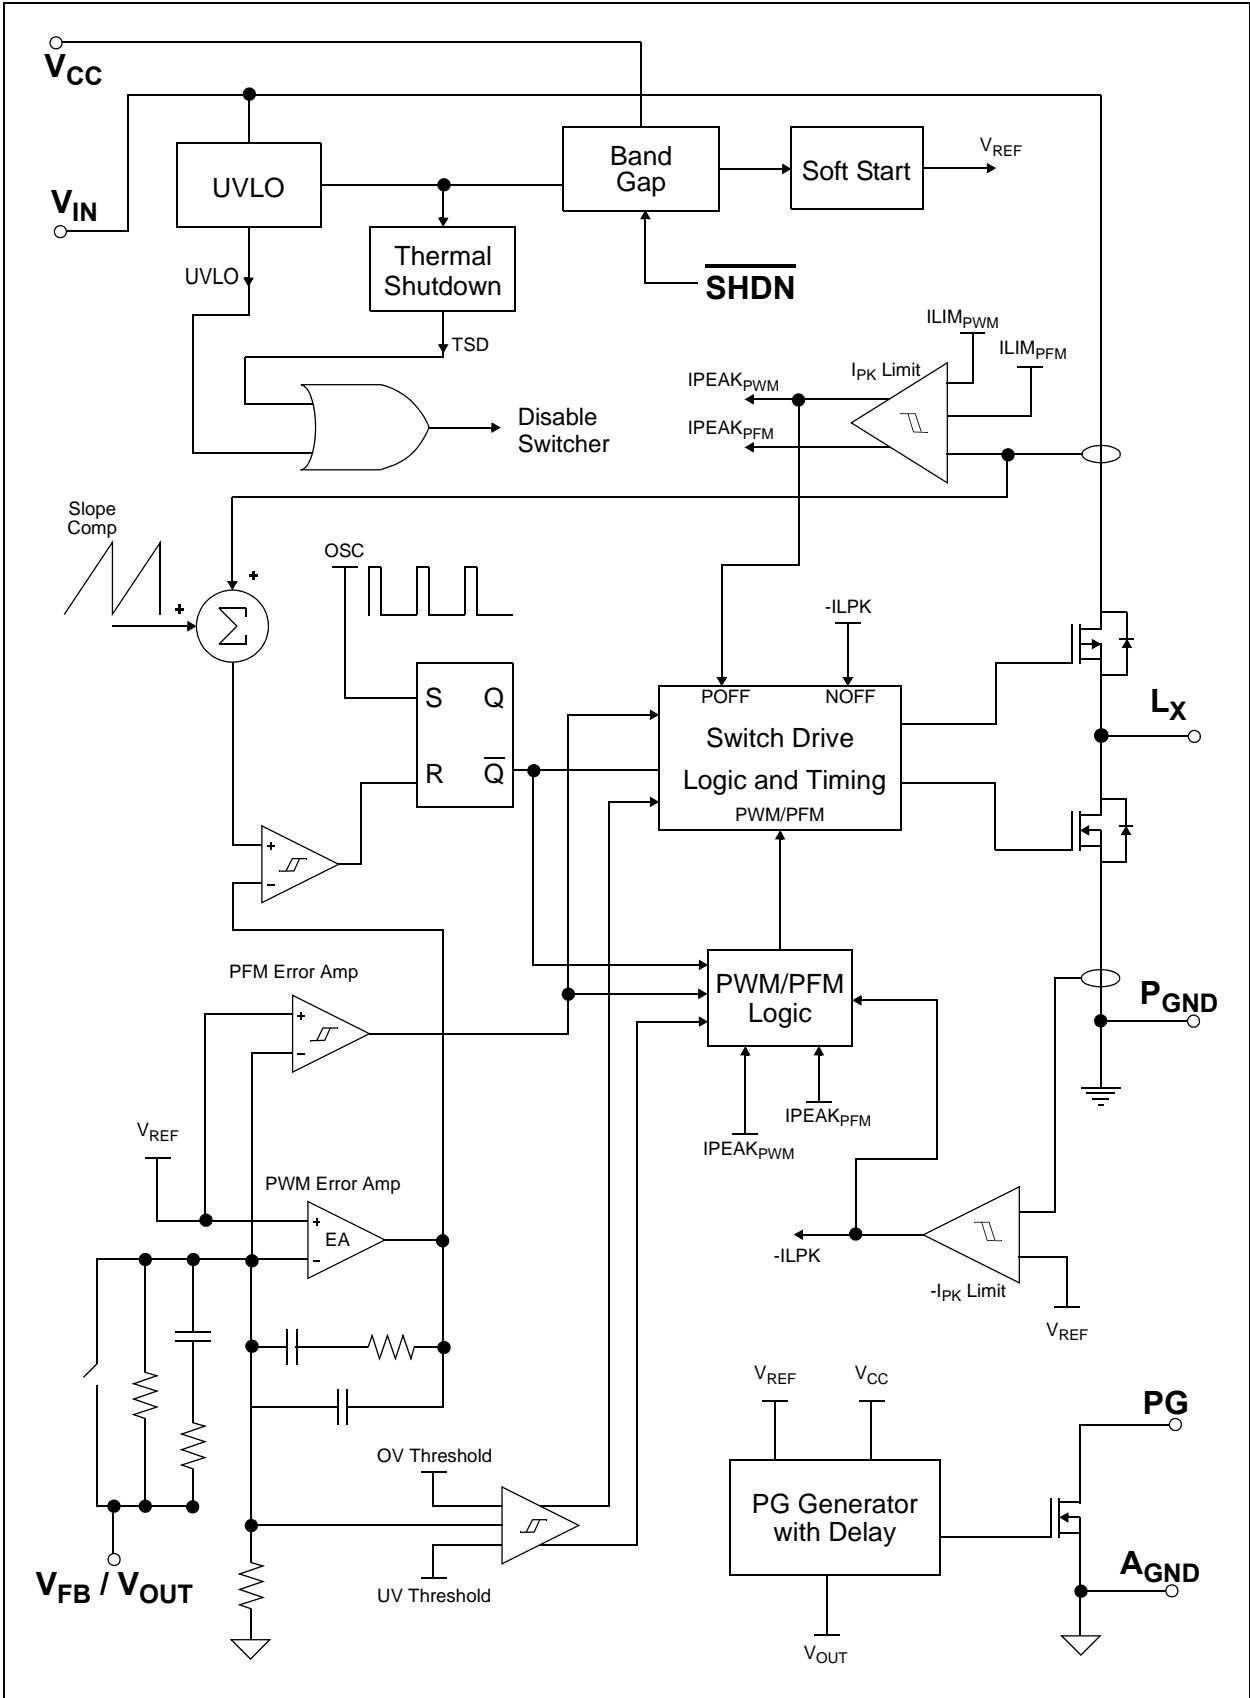 VCC
VIN
UVLO
Band
Gap
Soft Start
VREF
Thermal
Shutdown
SHDN
UVLO
TSD
Disable
Switcher
ILIMPWM
ILIMPFM
IPK Limit
IPEAKPWM
IPEAKPFM
Slope
Comp
+
+
Σ
OSC
-ILPK
S Q
R Q
POFF NOFF
Switch Drive
Logic and Timing
PWM/PFM
LX
+
-
PFM Error Amp
+
-
PWM/PFM
Logic
PGND
IPEAKPFM
IPEAKPWM
VREF
PWM Error Amp
+
EA
-
-ILPK
-IPK Limit
VREF
VREF
VCC
PG
OV Threshold
PG Generator
with Delay
UV Threshold
VFB / VOUT
AGND
VOUT